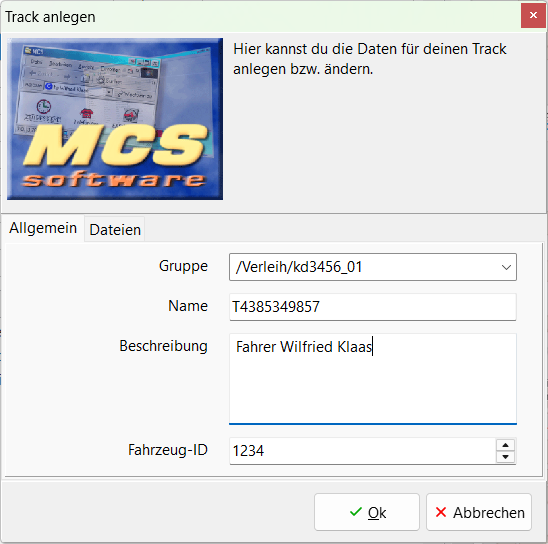 Track anlegen
Hier kannst du die Daten für deinen Track
anlegen bzw. ändern.
MCS
software
Allgemein
Dateien
Gruppe
/Verleih/kd3456_01
Name
T4385349857
Beschreibung
Fahrer Wilfried Klaas
Fahrzeug-ID
1234
Ok
Abbrechen